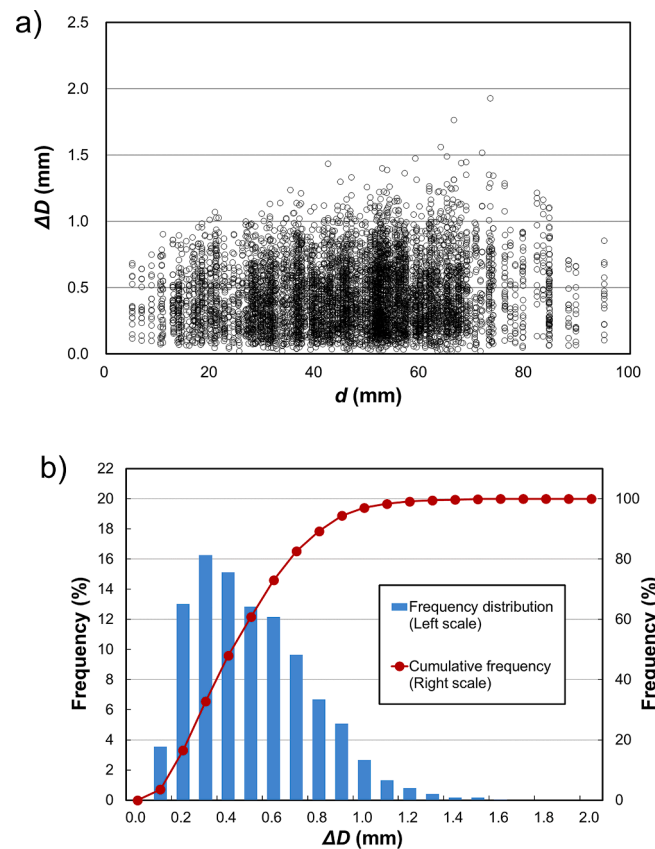 a)
2.5
2.0
1.5
1.0
0.5
0.0
ΔD (mm)
0 20 40 60 80 100
d (mm)
b)
22
20
18
16
14
12
10
8
6
4
2
0
Frequency (%)
100
80
60
40
20
0
Frequency (%)
Frequency distribution
(Left scale)
Cumulative frequency
(Right scale)
0.0 0.2 0.4 0.6 0.8 1.0 1.2 1.4 1.6 1.8 2.0
ΔD (mm)